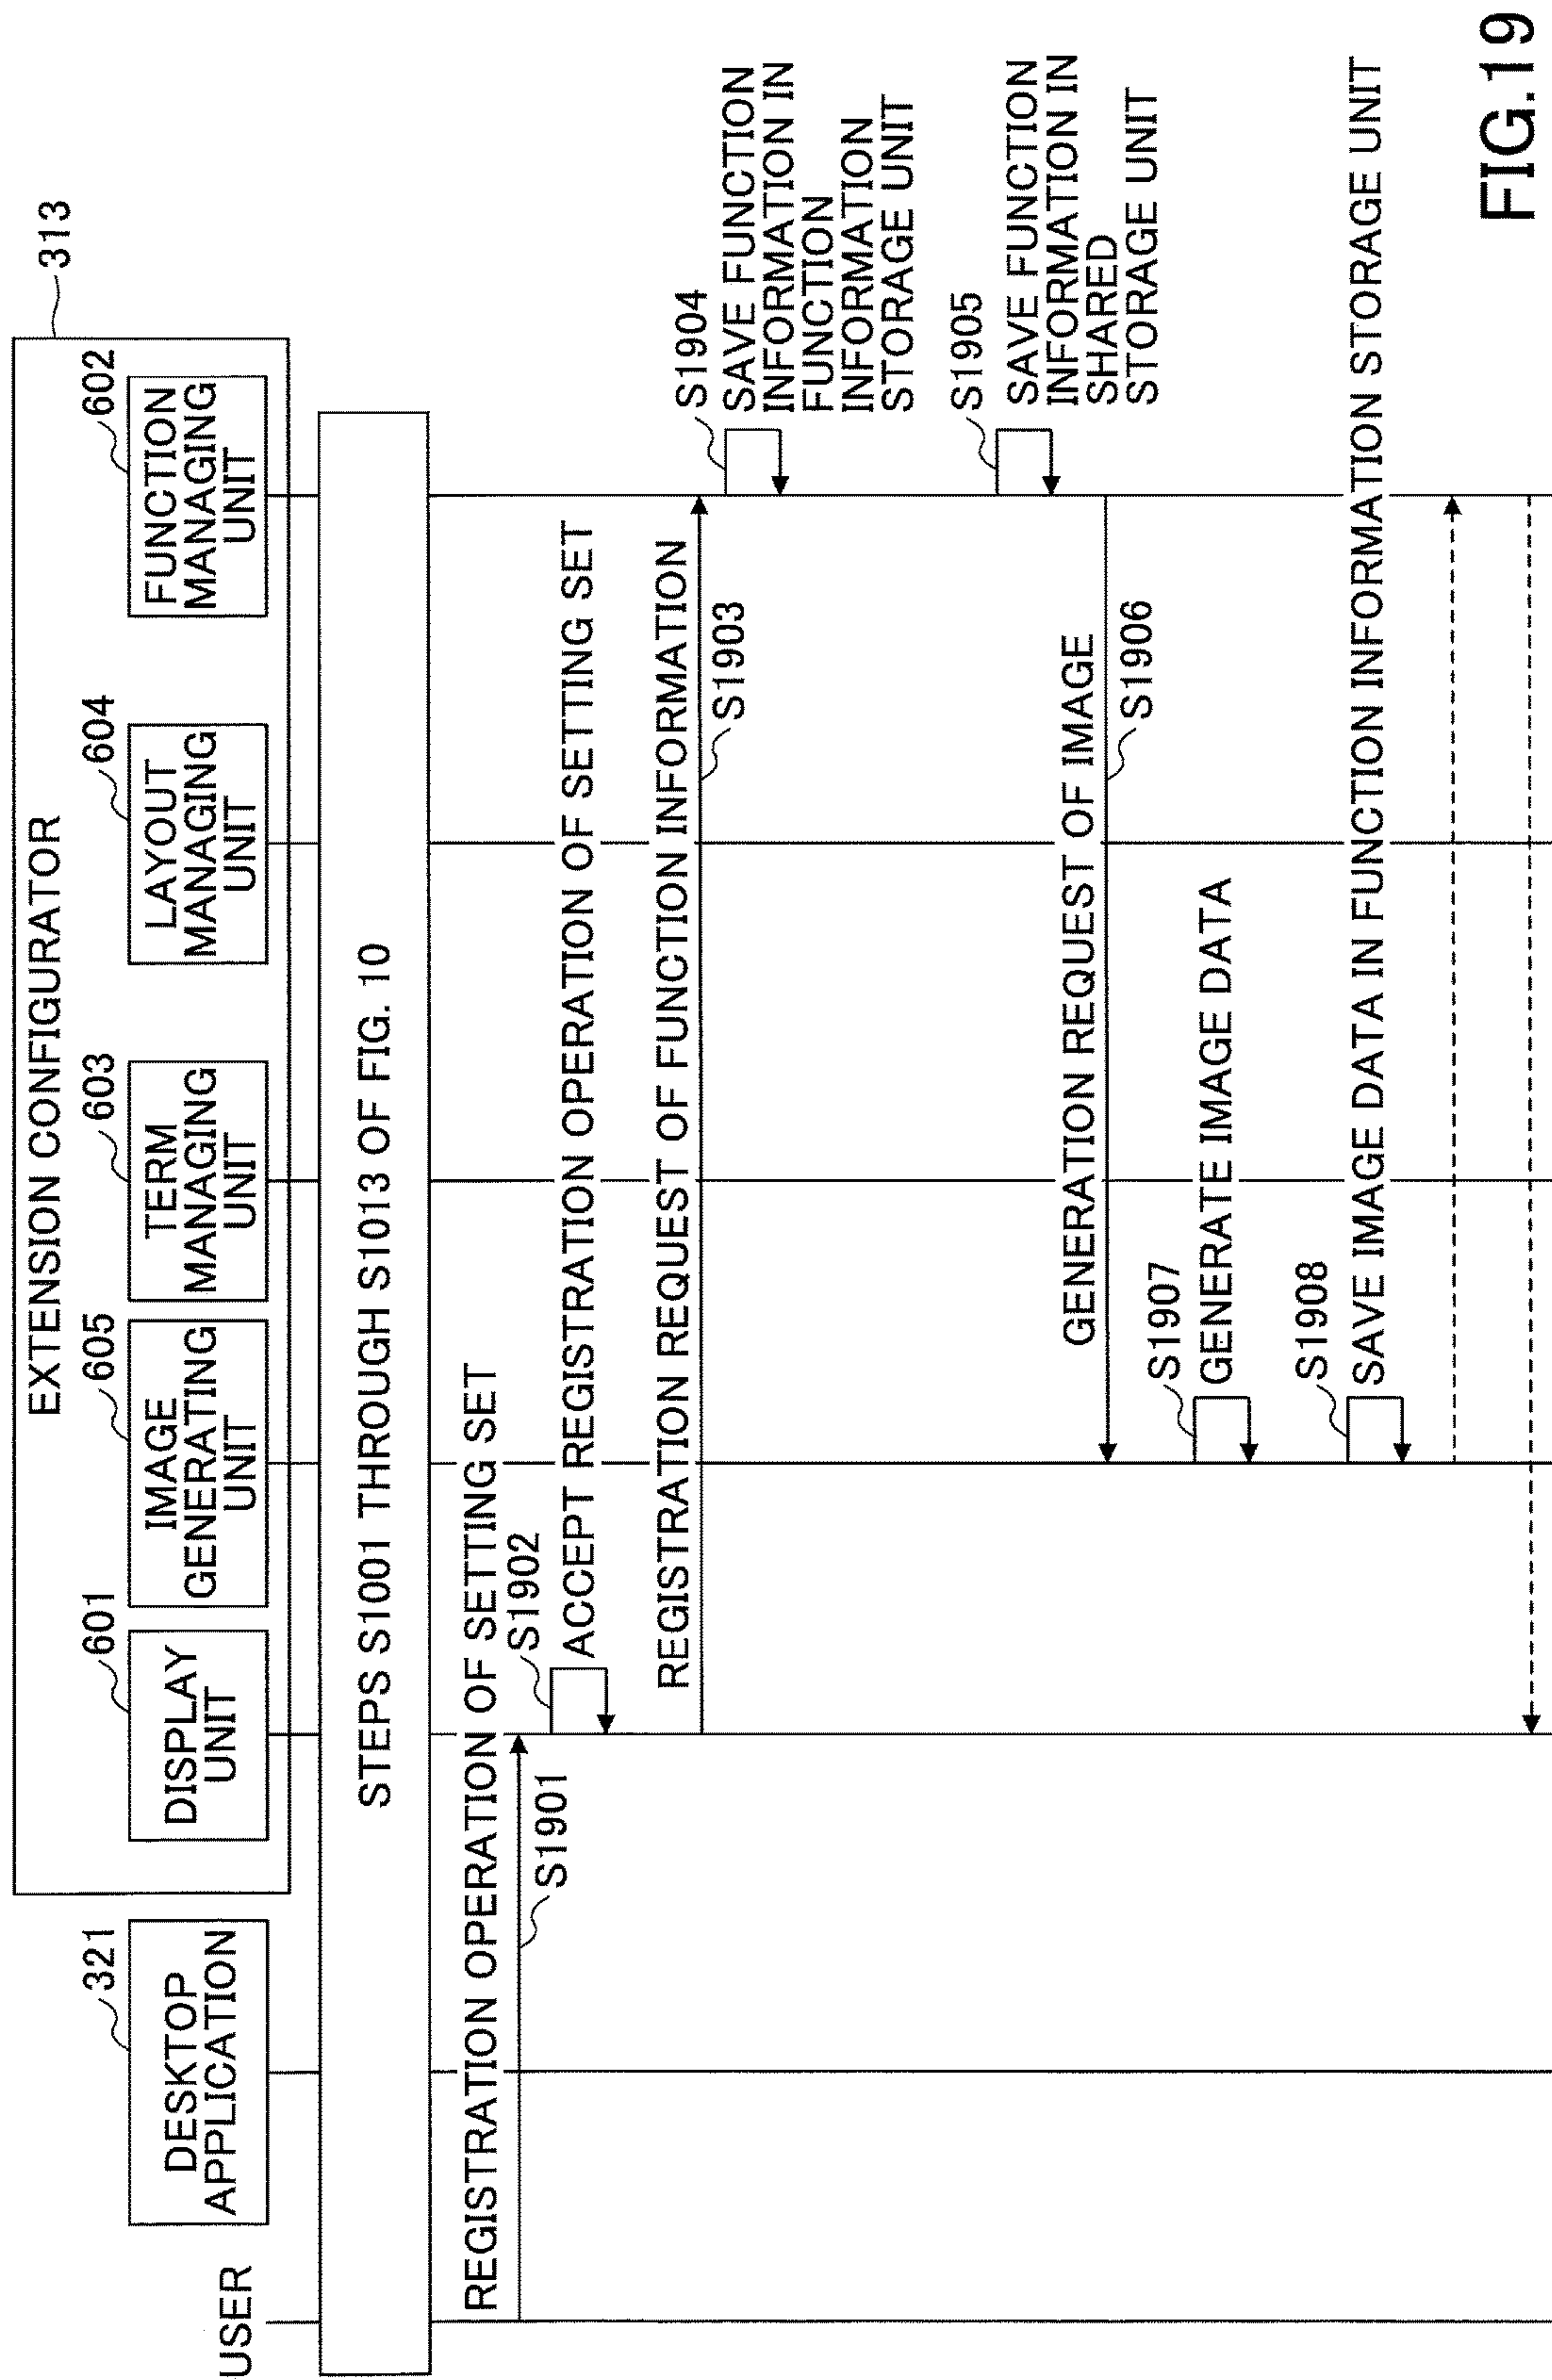 EXTENSION CONFIGURATOR
313
USER
321
DESKTOP
APPLICATION
601
DISPLAY
UNIT
605
IMAGE
GENERATING
UNIT
603
TERM
MANAGING
UNIT
604
LAYOUT
MANAGING
UNIT
602
FUNCTION
MANAGING
UNIT
STEPS S1001 THROUGH S1013 OF FIG. 10
REGISTRATION OPERATION OF SETTING SET
S1901
S1902
ACCEPT REGISTRATION OPERATION OF SETTING SET
REGISTRATION REQUEST OF FUNCTION INFORMATION
S1903
S1904
SAVE FUNCTION
INFORMATION IN
FUNCTION
INFORMATION
STORAGE UNIT
S1905
SAVE FUNCTION
INFORMATION IN
SHARED
STORAGE UNIT
GENERATION REQUEST OF IMAGE
S1906
S1907
GENERATE IMAGE DATA
S1908
SAVE IMAGE DATA IN FUNCTION INFORMATION STORAGE UNIT
FIG.19